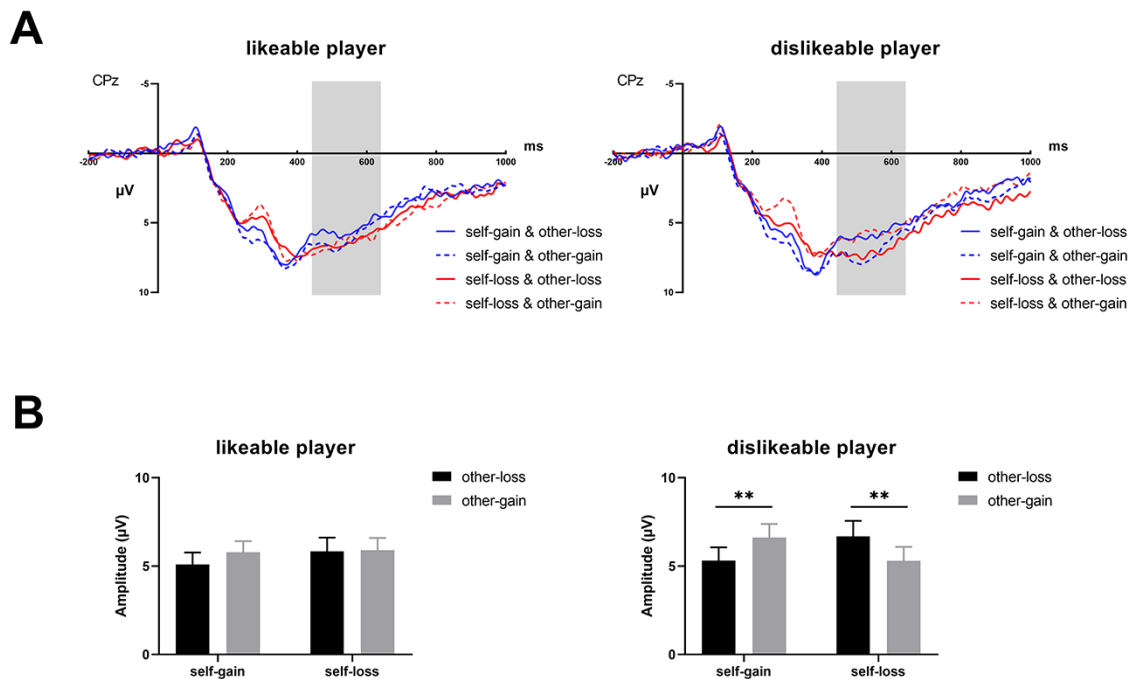 A
likeable player
CPz
-5
ms
-200
200
400
600
800
1000
µV
5
10
self-gain & other-loss
self-gain & other-gain
self-loss & other-loss
self-loss & other-gain
dislikeable player
CPz
-5
ms
-200
200
400
600
800
1000
µV
5
10
self-gain & other-loss
self-gain & other-gain
self-loss & other-loss
self-loss & other-gain
B
likeable player
other-loss
other-gain
Amplitude (µV)
10
5
0
self-gain
self-loss
dislikeable player
other-loss
other-gain
Amplitude (µV)
10
5
0
**
**
self-gain
self-loss